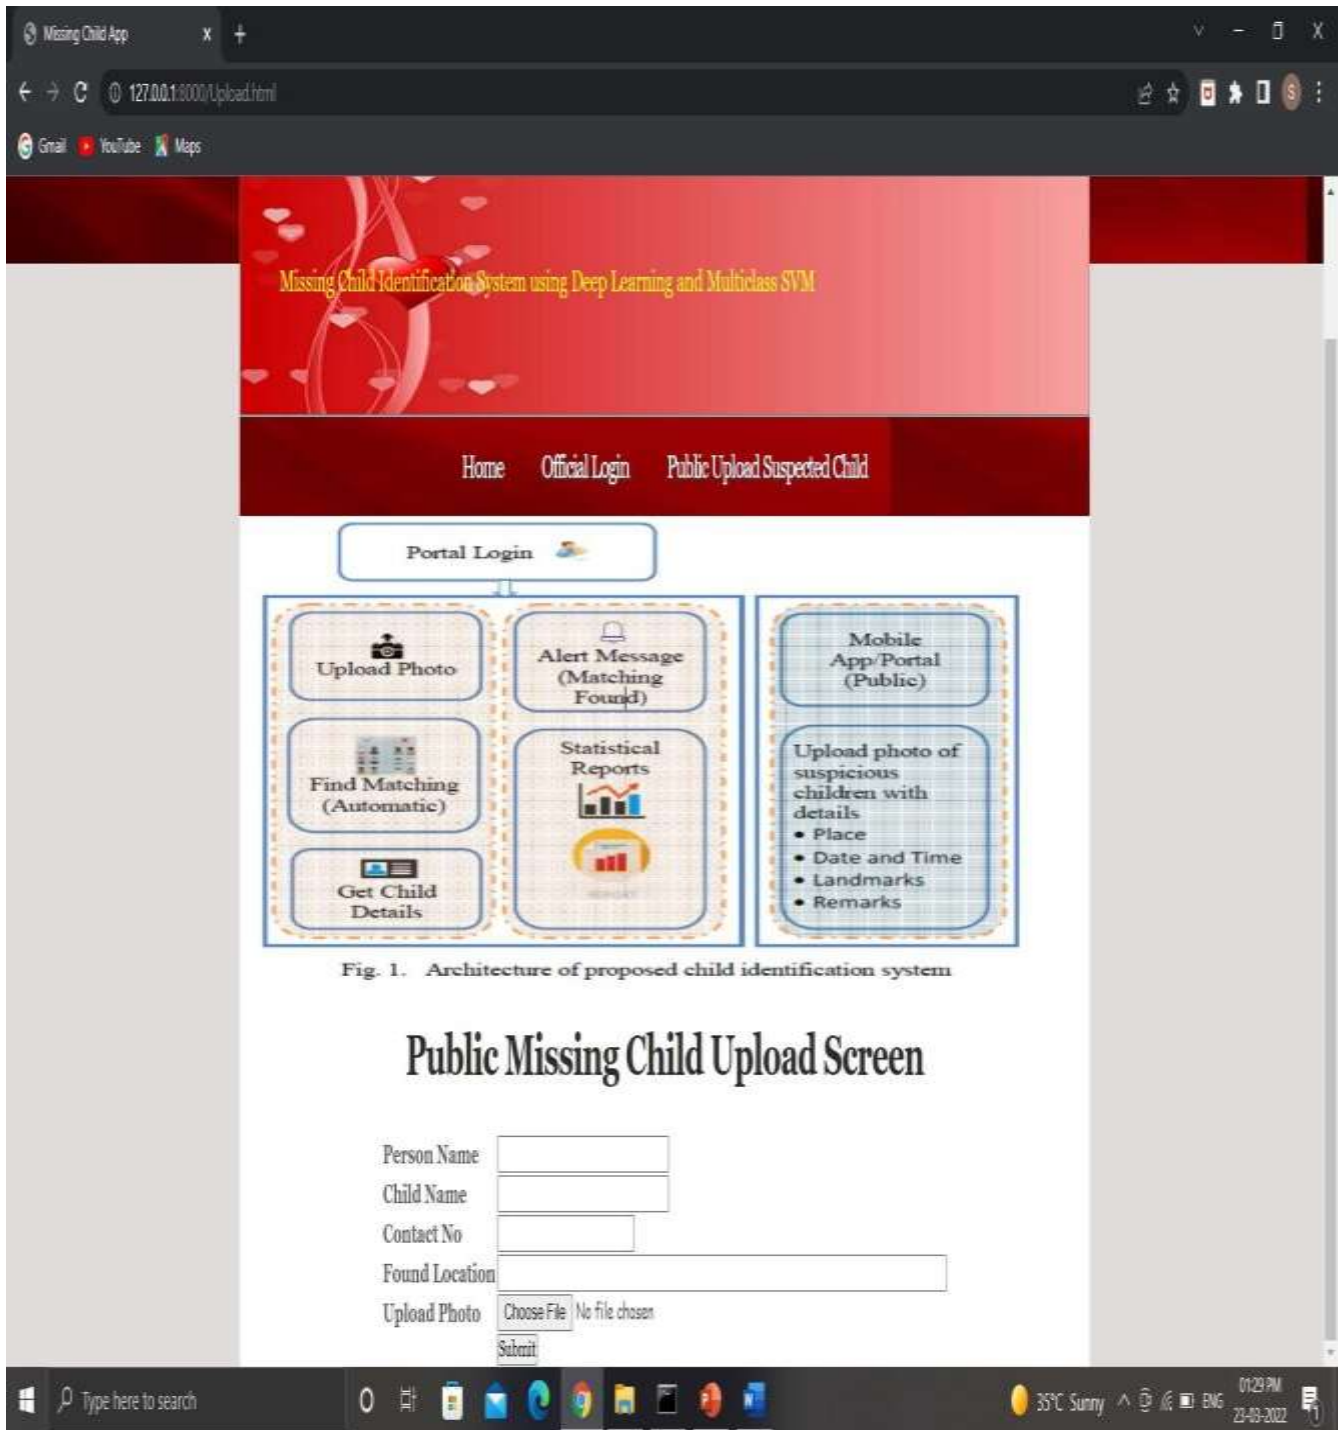 Missing Child App
127.0.0.1:8000/Upload.html
Gmail YouTube Maps
Missing Child Identification System using Deep Learning and Multiclass SVM
Home Official Login Public Upload Suspected Child
Portal Login
Upload Photo
Find Matching
(Automatic)
Get Child
Details
Alert Message
(Matching
Found)
Statistical
Reports
Mobile
App/Portal
(Public)
Upload photo of
suspicious
children with
details
• Place
• Date and Time
• Landmarks
• Remarks
Fig. 1. Architecture of proposed child identification system
Public Missing Child Upload Screen
Person Name
Child Name
Contact No
Found Location
Upload Photo Choose File No file chosen
Submit
Type here to search
35°C Sunny ENG
01:29 PM
23-03-2022
1
S